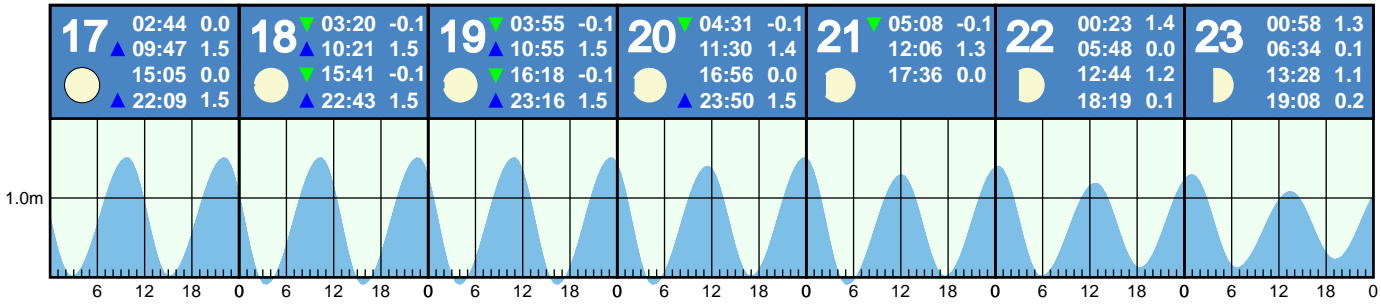 17 02:44 0.0
▲ 09:47 1.5
15:05 0.0
▲ 22:09 1.5
18 ▼ 03:20 -0.1
▲ 10:21 1.5
▼ 15:41 -0.1
▲ 22:43 1.5
19 ▼ 03:55 -0.1
▲ 10:55 1.5
▼ 16:18 -0.1
▲ 23:16 1.5
20 ▼ 04:31 -0.1
11:30 1.4
16:56 0.0
▲ 23:50 1.5
21 ▼ 05:08 -0.1
12:06 1.3
17:36 0.0
22 00:23 1.4
05:48 0.0
12:44 1.2
18:19 0.1
23 00:58 1.3
06:34 0.1
13:28 1.1
19:08 0.2
1.0m
6 12 18 0 6 12 18 0 6 12 18 0 6 12 18 0 6 12 18 0 6 12 18 0 6 12 18 0